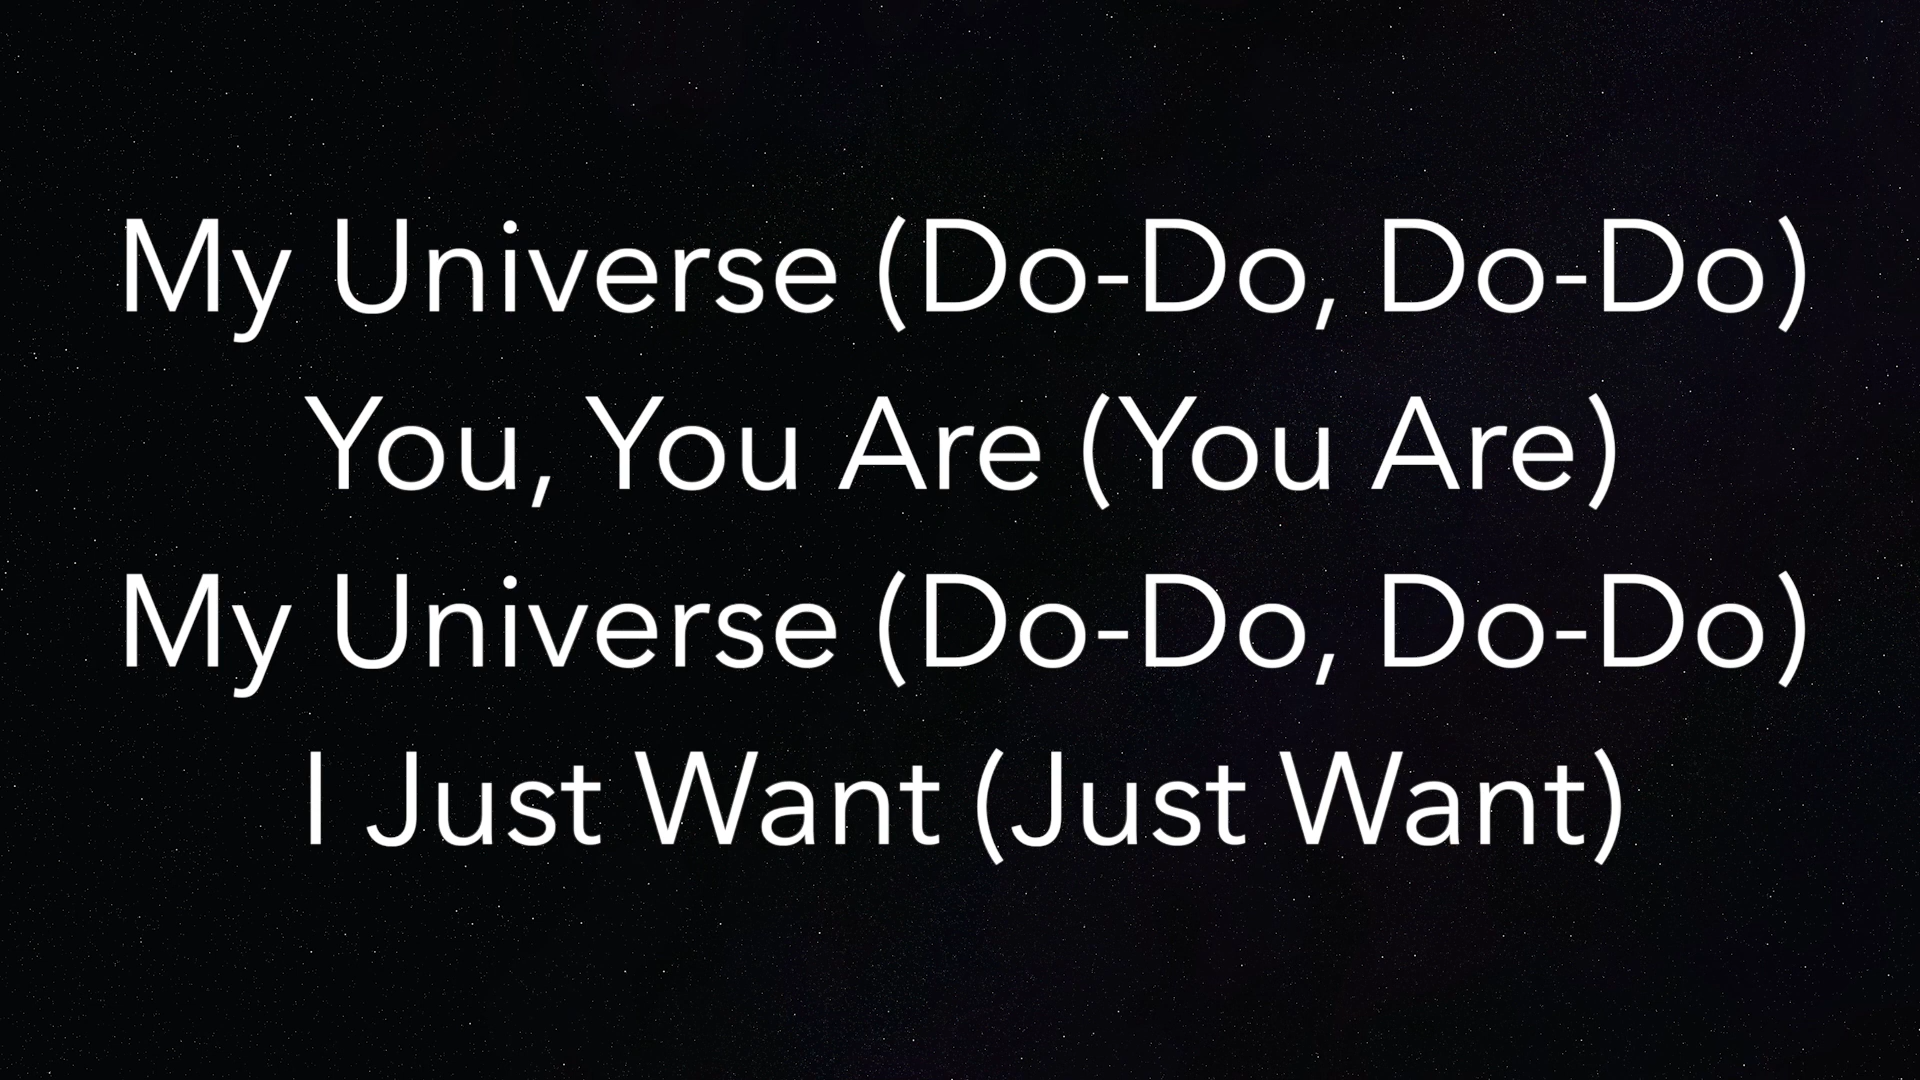 My Universe (Do-Do, Do-Do)
You, You Are (You Are)
My Universe (Do-Do, Do-Do)
I Just Want (Just Want)